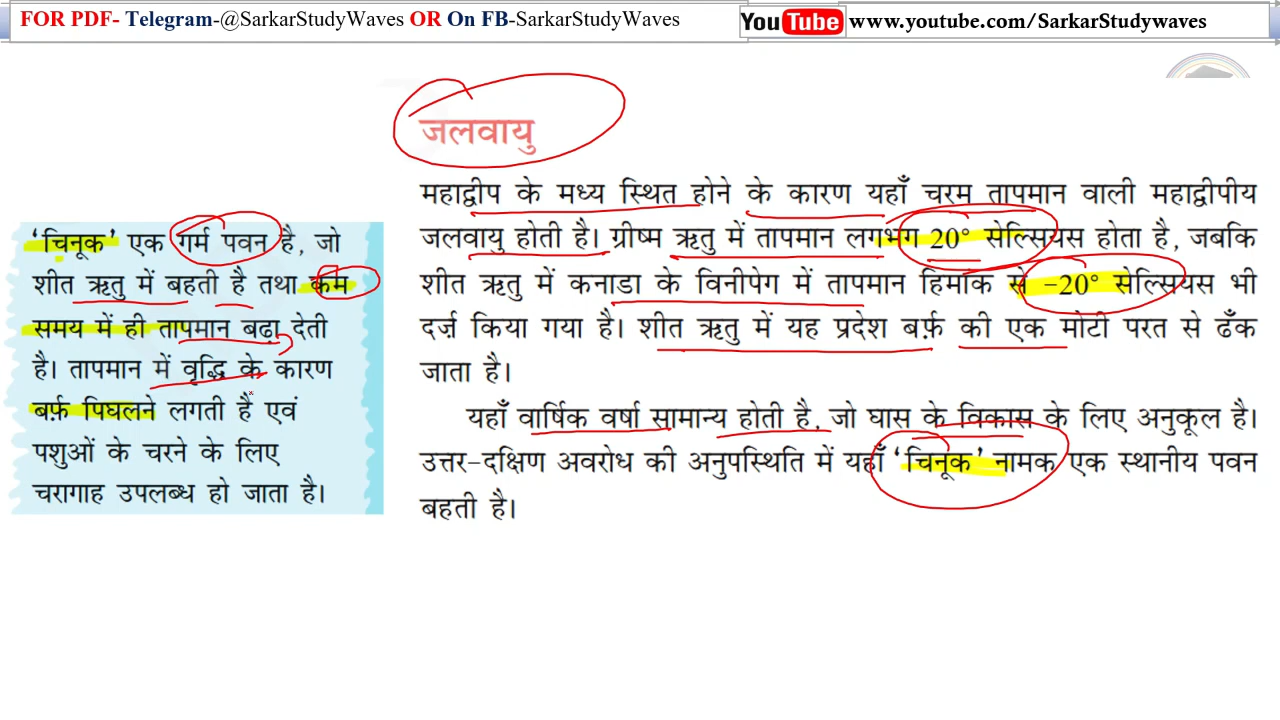 FOR PDF- Telegram-@SarkarStudyWaves OR On FB-SarkarStudyWaves
YouTube www.youtube.com/SarkarStudywaves
जलवायु
महाद्वीप के मध्य स्थित होने के कारण यहाँ चरम तापमान वाली महाद्वीपीय
जलवायु होती है। ग्रीष्म ऋतु में तापमान लगभग 20° सेल्सियस होता है, जबकि
शीत ऋतु में कनाडा के विनीपेग में तापमान हिमांक से –20° सेल्सियस भी
दर्ज़ किया गया है। शीत ऋतु में यह प्रदेश बर्फ़ की एक मोटी परत से ढँक
जाता है।
यहाँ वार्षिक वर्षा सामान्य होती है, जो घास के विकास के लिए अनुकूल है।
उत्तर-दक्षिण अवरोध की अनुपस्थिति में यहाँ ‘चिनूक’ नामक एक स्थानीय पवन
बहती है।
‘चिनूक’ एक गर्म पवन है, जो
शीत ऋतु में बहती है तथा कम
समय में ही तापमान बढ़ा देती
है। तापमान में वृद्धि के कारण
बर्फ़ पिघलने लगती है एवं
पशुओं के चरने के लिए
चरागाह उपलब्ध हो जाता है।